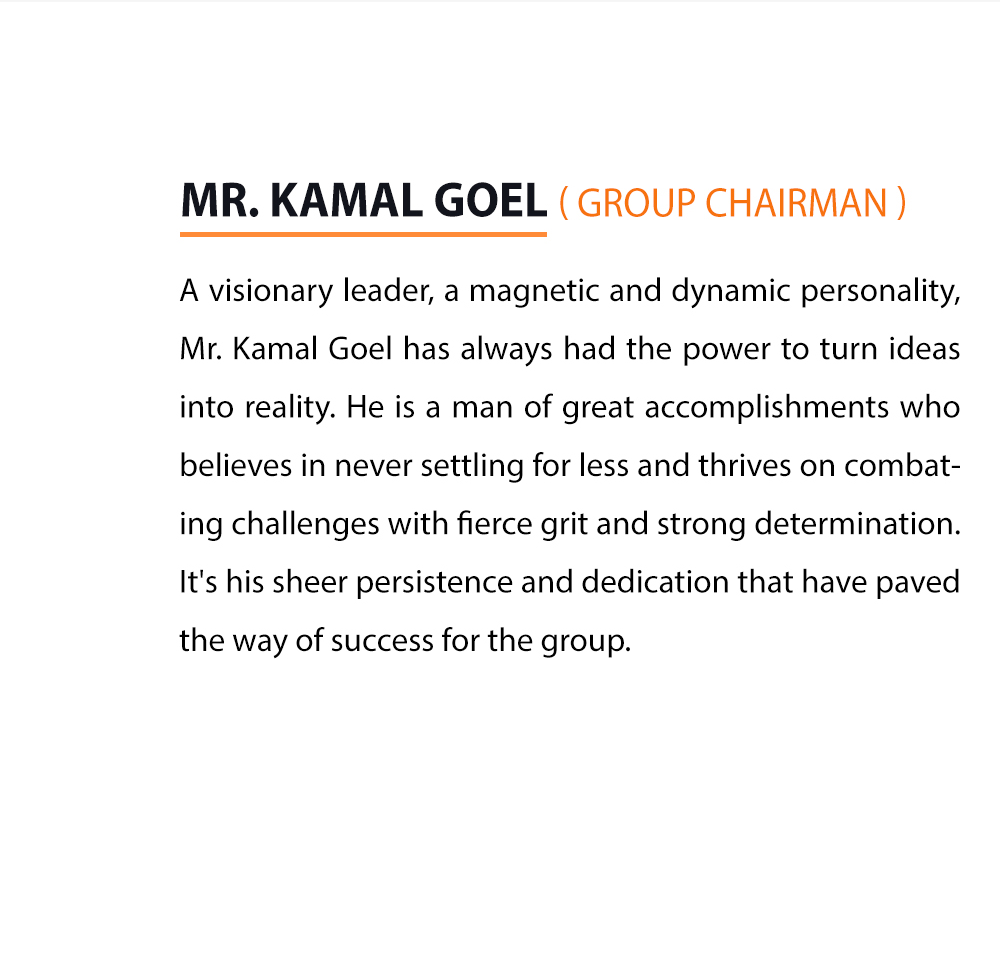 MR. KAMAL GOEL ( GROUP CHAIRMAN )
A visionary leader, a magnetic and dynamic personality,
Mr. Kamal Goel has always had the power to turn ideas
into reality. He is a man of great accomplishments who
believes in never settling for less and thrives on combat-
ing challenges with fierce grit and strong determination.
It's his sheer persistence and dedication that have paved
the way of success for the group.